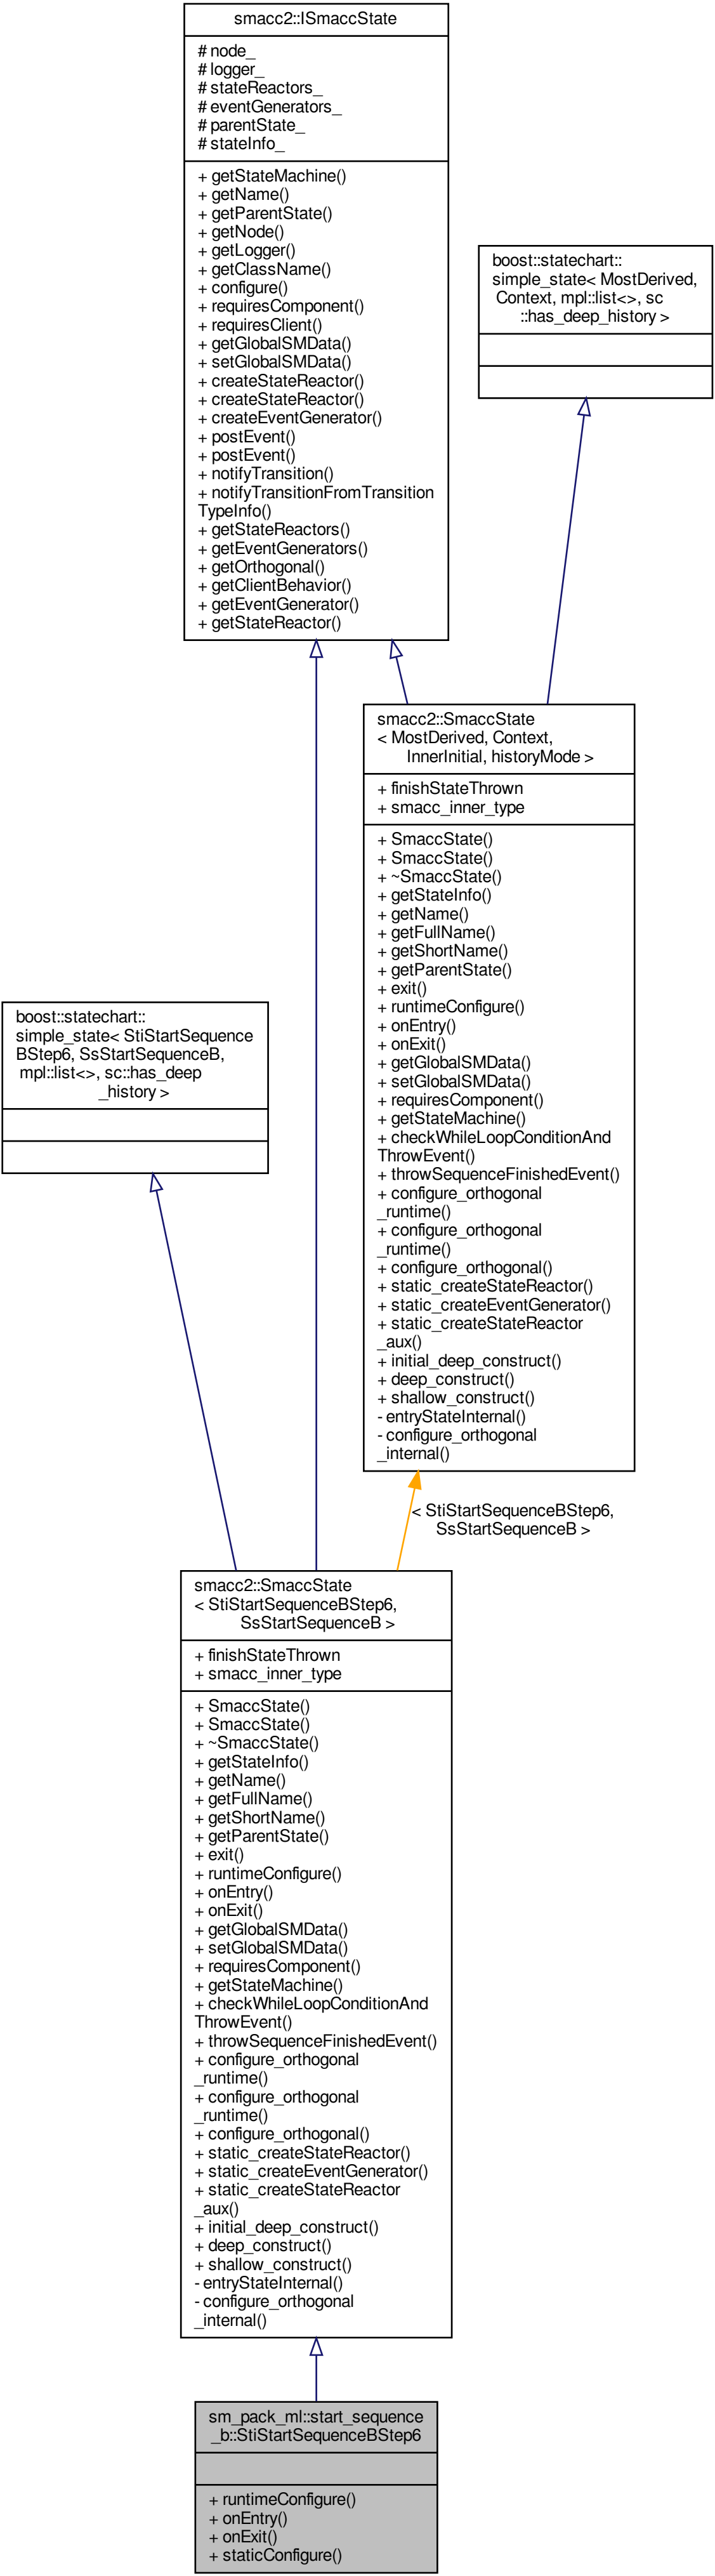 smacc2::ISmaccState
# node_
# logger_
# stateReactors_
# eventGenerators_
# parentState_
# stateInfo_
+ getStateMachine()
+ getName()
+ getParentState()
+ getNode()
+ getLogger()
+ getClassName()
+ configure()
+ requiresComponent()
+ requiresClient()
+ getGlobalSMData()
+ setGlobalSMData()
+ createStateReactor()
+ createStateReactor()
+ createEventGenerator()
+ postEvent()
+ postEvent()
+ notifyTransition()
+ notifyTransitionFromTransition
TypeInfo()
+ getStateReactors()
+ getEventGenerators()
+ getOrthogonal()
+ getClientBehavior()
+ getEventGenerator()
+ getStateReactor()
boost::statechart::
simple_state< MostDerived,
Context, mpl::list<>, sc
::has_deep_history >
smacc2::SmaccState
< MostDerived, Context,
InnerInitial, historyMode >
+ finishStateThrown
+ smacc_inner_type
+ SmaccState()
+ SmaccState()
+ ~SmaccState()
+ getStateInfo()
+ getName()
+ getFullName()
+ getShortName()
+ getParentState()
+ exit()
+ runtimeConfigure()
+ onEntry()
+ onExit()
+ getGlobalSMData()
+ setGlobalSMData()
+ requiresComponent()
+ getStateMachine()
+ checkWhileLoopConditionAnd
ThrowEvent()
+ throwSequenceFinishedEvent()
+ configure_orthogonal
_runtime()
+ configure_orthogonal
_runtime()
+ configure_orthogonal()
+ static_createStateReactor()
+ static_createEventGenerator()
+ static_createStateReactor
_aux()
+ initial_deep_construct()
+ deep_construct()
+ shallow_construct()
- entryStateInternal()
- configure_orthogonal
_internal()
boost::statechart::
simple_state< StiStartSequence
BStep6, SsStartSequenceB,
mpl::list<>, sc::has_deep
_history >
< StiStartSequenceBStep6,
SsStartSequenceB >
smacc2::SmaccState
< StiStartSequenceBStep6,
SsStartSequenceB >
+ finishStateThrown
+ smacc_inner_type
+ SmaccState()
+ SmaccState()
+ ~SmaccState()
+ getStateInfo()
+ getName()
+ getFullName()
+ getShortName()
+ getParentState()
+ exit()
+ runtimeConfigure()
+ onEntry()
+ onExit()
+ getGlobalSMData()
+ setGlobalSMData()
+ requiresComponent()
+ getStateMachine()
+ checkWhileLoopConditionAnd
ThrowEvent()
+ throwSequenceFinishedEvent()
+ configure_orthogonal
_runtime()
+ configure_orthogonal
_runtime()
+ configure_orthogonal()
+ static_createStateReactor()
+ static_createEventGenerator()
+ static_createStateReactor
_aux()
+ initial_deep_construct()
+ deep_construct()
+ shallow_construct()
- entryStateInternal()
- configure_orthogonal
_internal()
sm_pack_ml::start_sequence
_b::StiStartSequenceBStep6
+ runtimeConfigure()
+ onEntry()
+ onExit()
+ staticConfigure()